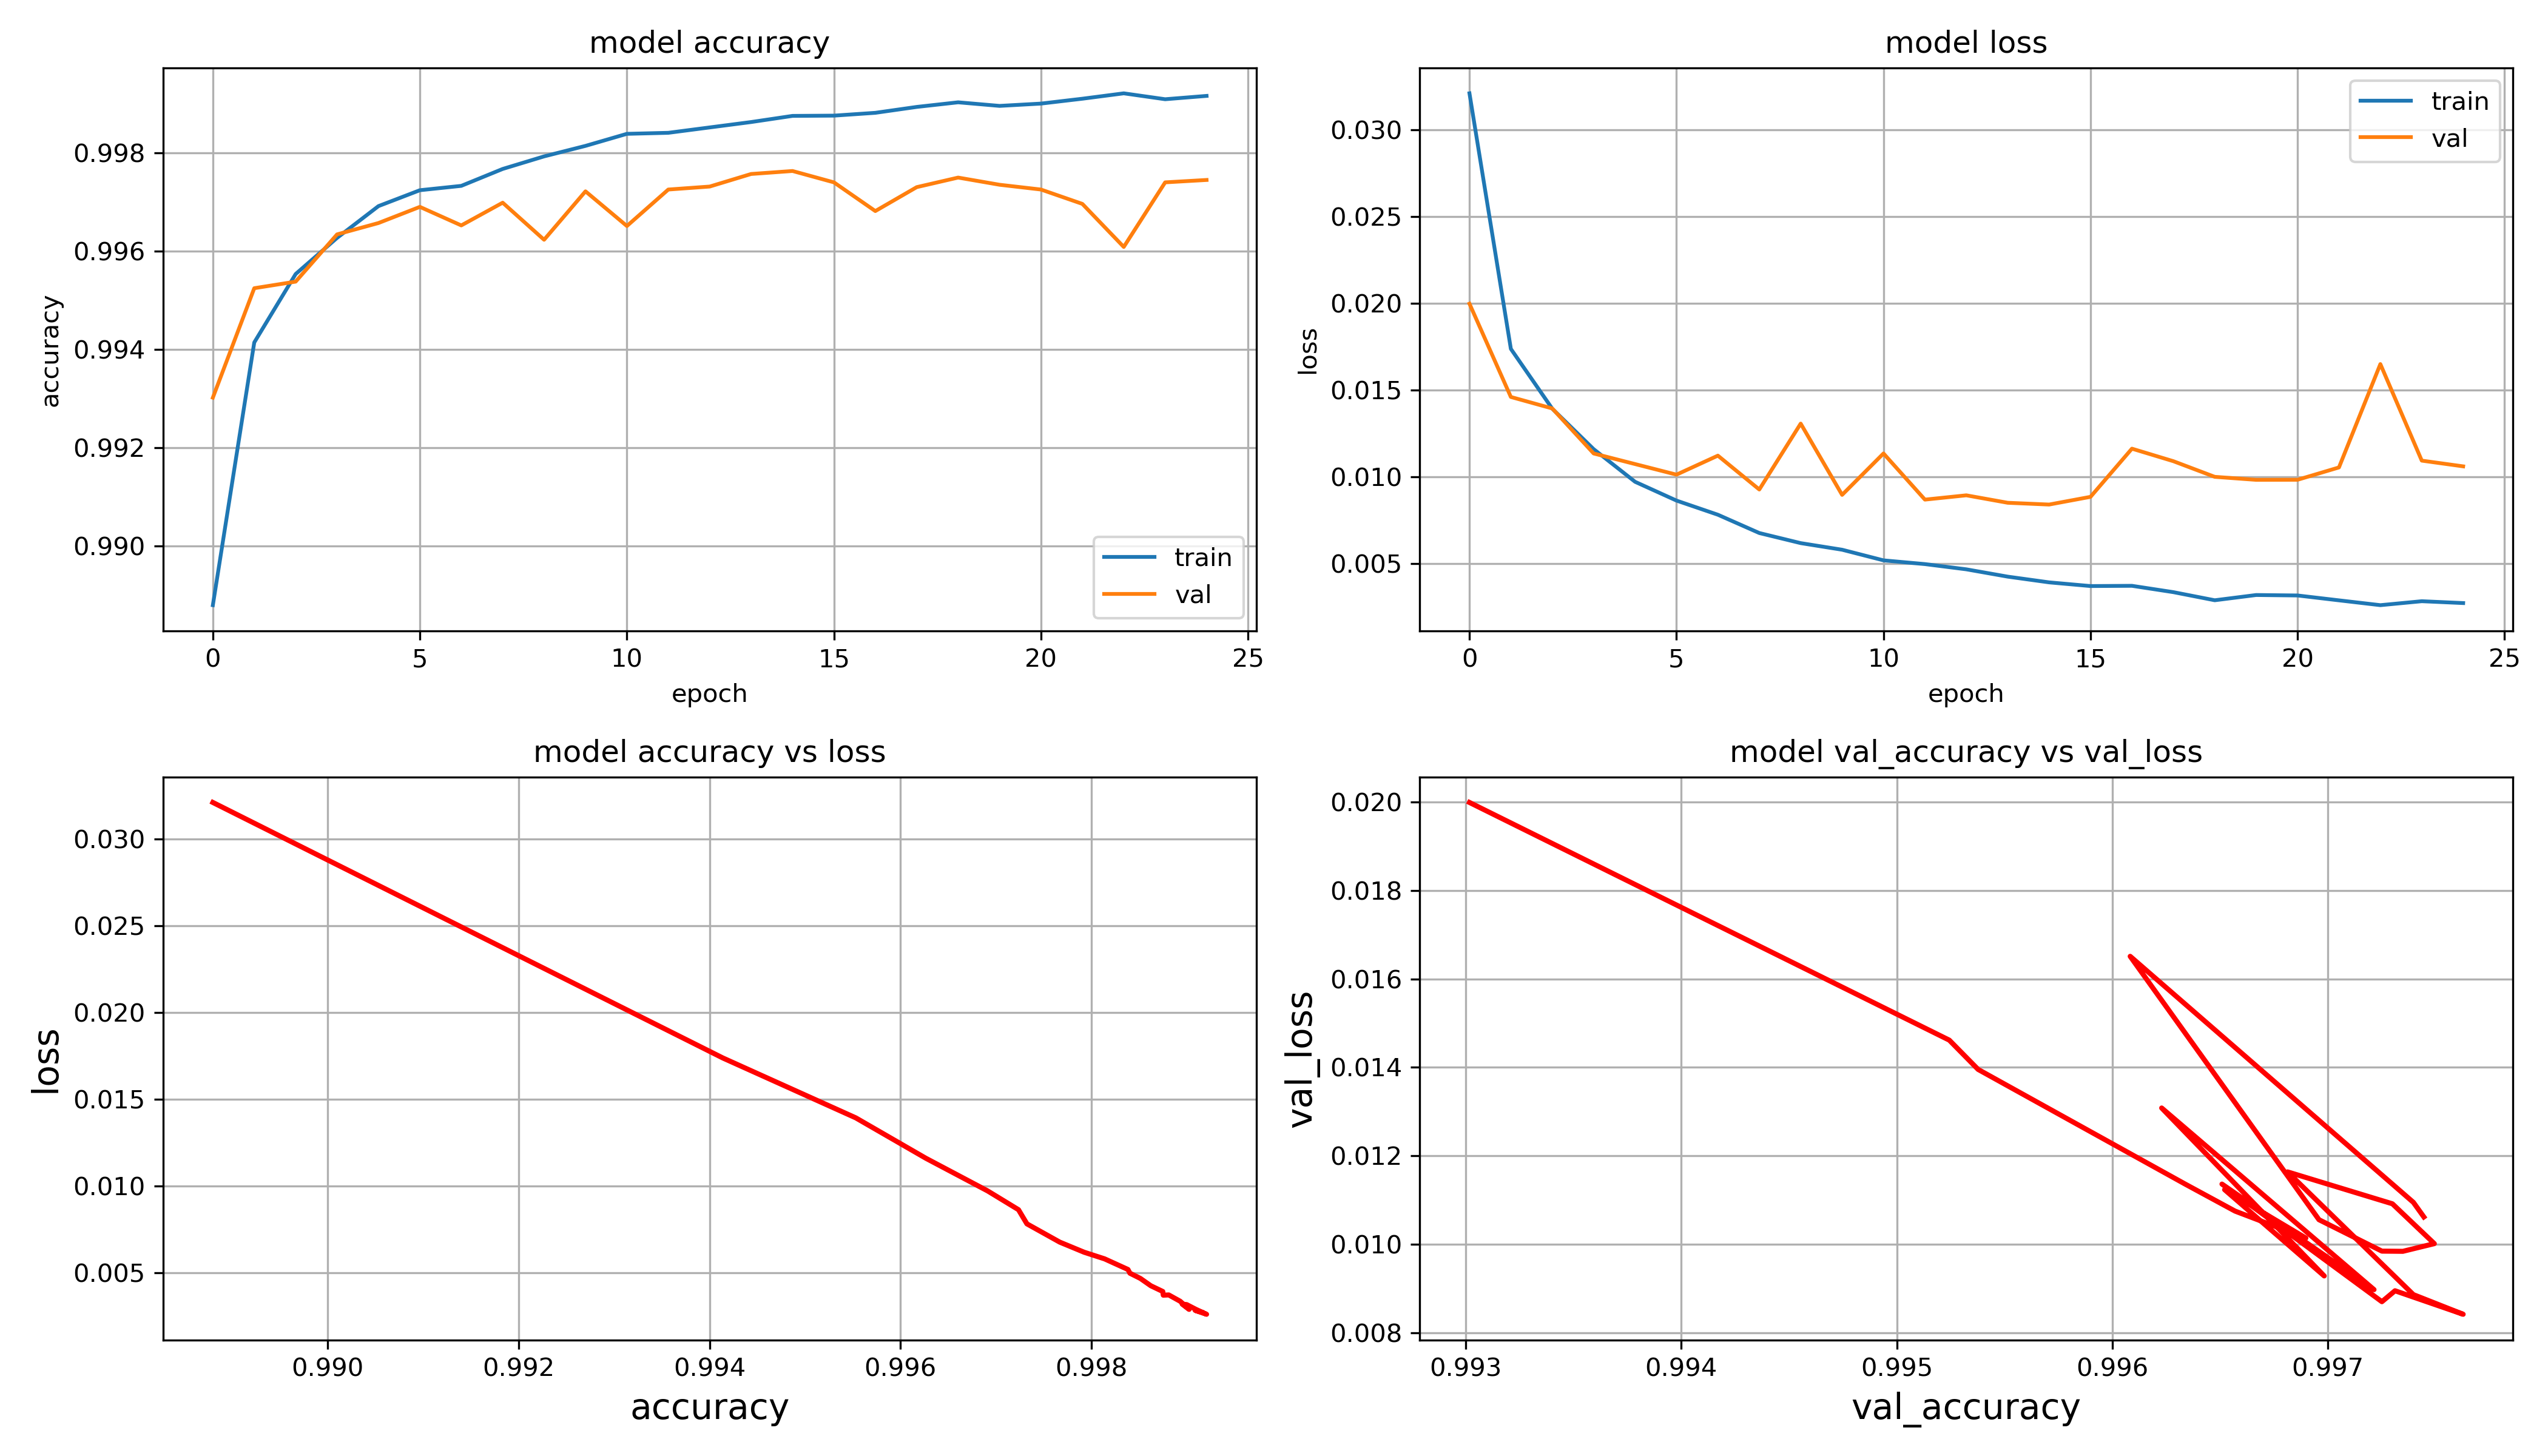 model accuracy
accuracy
0.998
0.996
0.994
0.992
0.990
train
val
0 5 10 15 20 25
epoch
model loss
loss
0.030
0.025
0.020
0.015
0.010
0.005
train
val
0 5 10 15 20 25
epoch
model accuracy vs loss
loss
0.030
0.025
0.020
0.015
0.010
0.005
0.990 0.992 0.994 0.996 0.998
accuracy
model val_accuracy vs val_loss
val_loss
0.020
0.018
0.016
0.014
0.012
0.010
0.008
0.993 0.994 0.995 0.996 0.997
val_accuracy